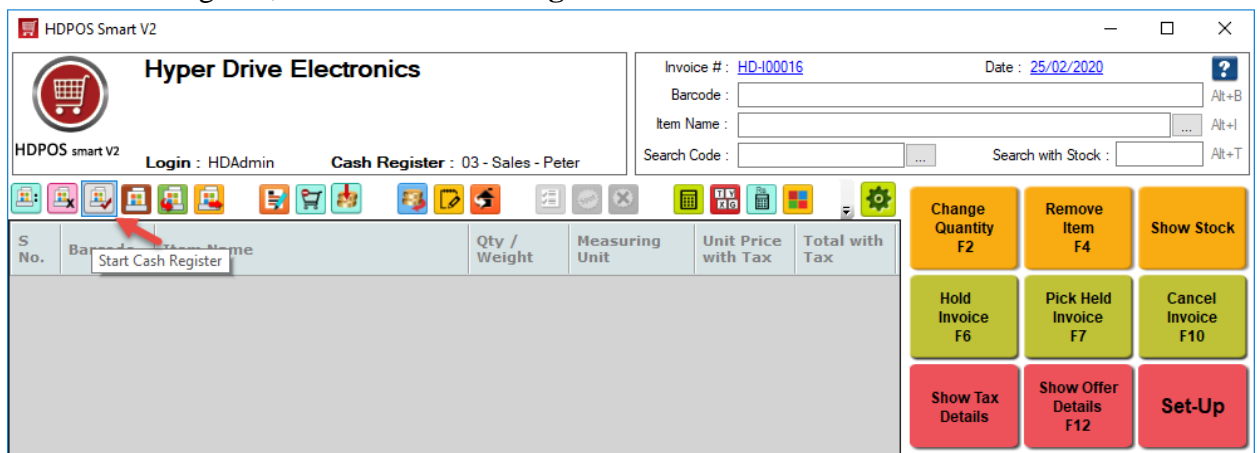 HDPOS Smart V2
Hyper Drive Electronics
HDPOS smart V2
Login : HDAdmin Cash Register : 03 - Sales - Peter
Invoice # : HD-I00016 Date : 25/02/2020
Barcode : Alt+B
Item Name : ... Alt+I
Search Code : ... Search with Stock : Alt+T
Start Cash Register
S No. Item Name Qty / Weight Measuring Unit Unit Price with Tax Total with Tax
Change
Quantity
F2
Remove
Item
F4
Show Stock
Hold
Invoice
F6
Pick Held
Invoice
F7
Cancel
Invoice
F10
Show Tax
Details
Show Offer
Details
F12
Set-Up